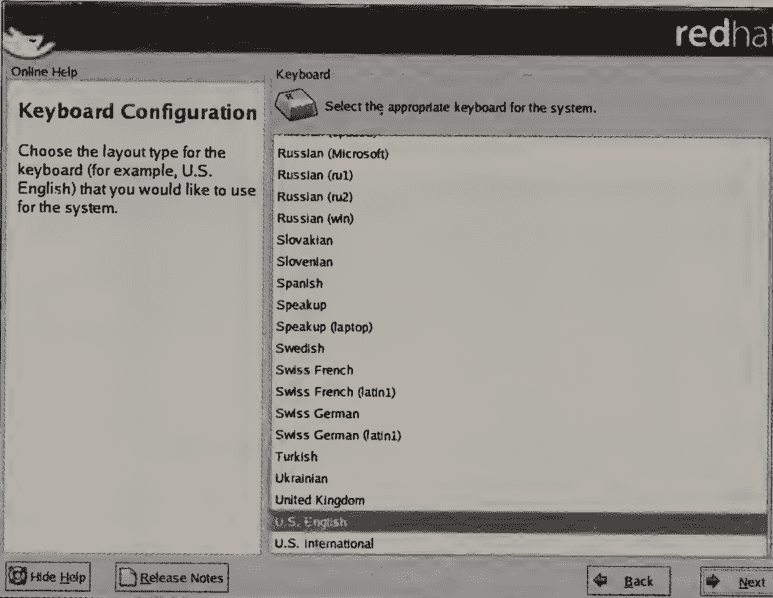 redhat
Online Help
Keyboard Configuration
Choose the layout type for the
keyboard (for example, U.S.
English) that you would like to use
for the system.
Keyboard
R
Select the appropriate keyboard for the system.
Russian (Microsoft)
Russian (ru1)
Russian (ru2)
Russian (win)
Slovakian
Slovenian
Spanish
Speakup
Speakup (laptop)
Swedish
Swiss French
Swiss French (latin1)
Swiss German
Swiss German (latin1)
Turkish
Ukrainian
United Kingdom
U.S. English
U.S. International
Hide Help
Release Notes
Back
Next